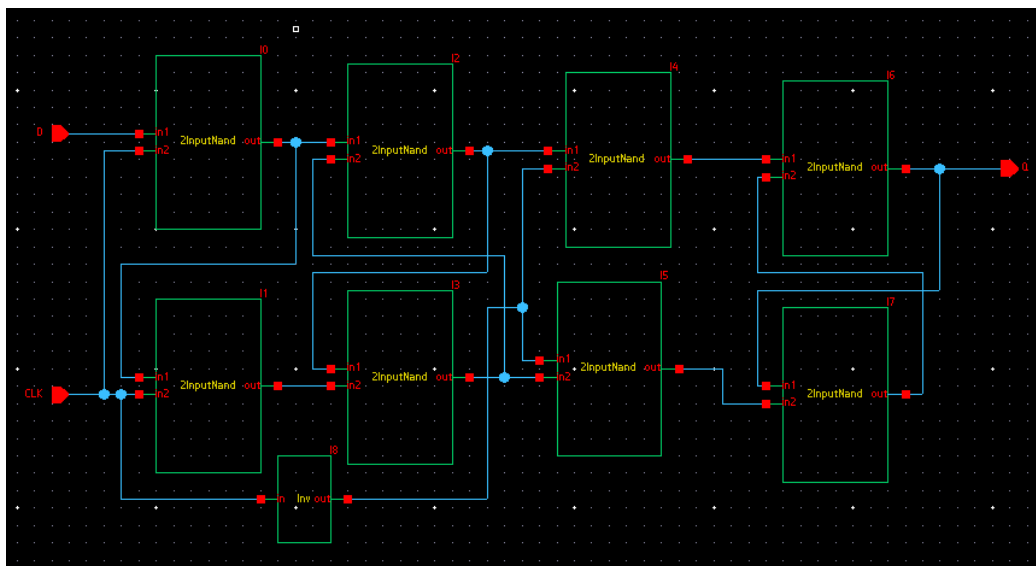 I0
I2
I4
I6
D
n1
n2
2InputNand
out
n1
n2
2InputNand
out
n1
n2
2InputNand
out
n1
n2
2InputNand
out
Q
I1
I3
I5
I7
CLK
n1
n2
2InputNand
out
n1
n2
2InputNand
out
n1
n2
2InputNand
out
n1
n2
2InputNand
out
I8
n
Inv
out